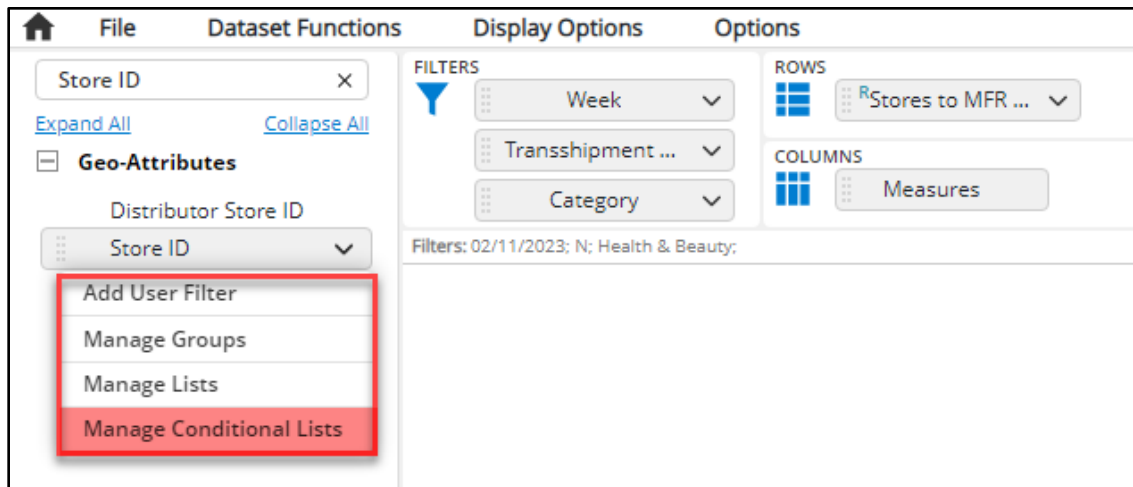 File Dataset Functions Display Options Options
Store ID ×
Expand All Collapse All
Geo-Attributes
Distributor Store ID
Store ID
Add User Filter
Manage Groups
Manage Lists
Manage Conditional Lists
FILTERS
Week
Transshipment ...
Category
ROWS
RStores to MFR ...
COLUMNS
Measures
Filters: 02/11/2023; N; Health & Beauty;